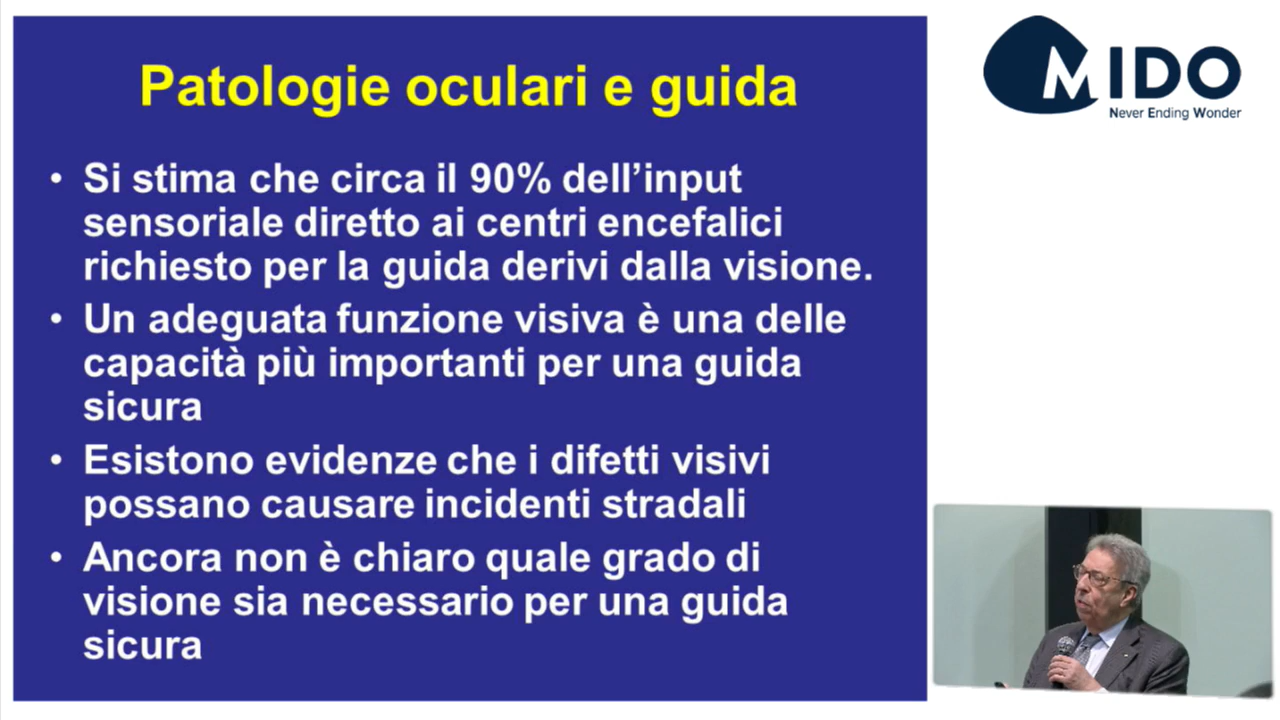 Patologie oculari e guida
• Si stima che circa il 90% dell’input
sensoriale diretto ai centri encefalici
richiesto per la guida derivi dalla visione.
• Un adeguata funzione visiva è una delle
capacità più importanti per una guida
sicura
• Esistono evidenze che i difetti visivi
possano causare incidenti stradali
• Ancora non è chiaro quale grado di
visione sia necessario per una guida
sicura
MIDO
Never Ending Wonder